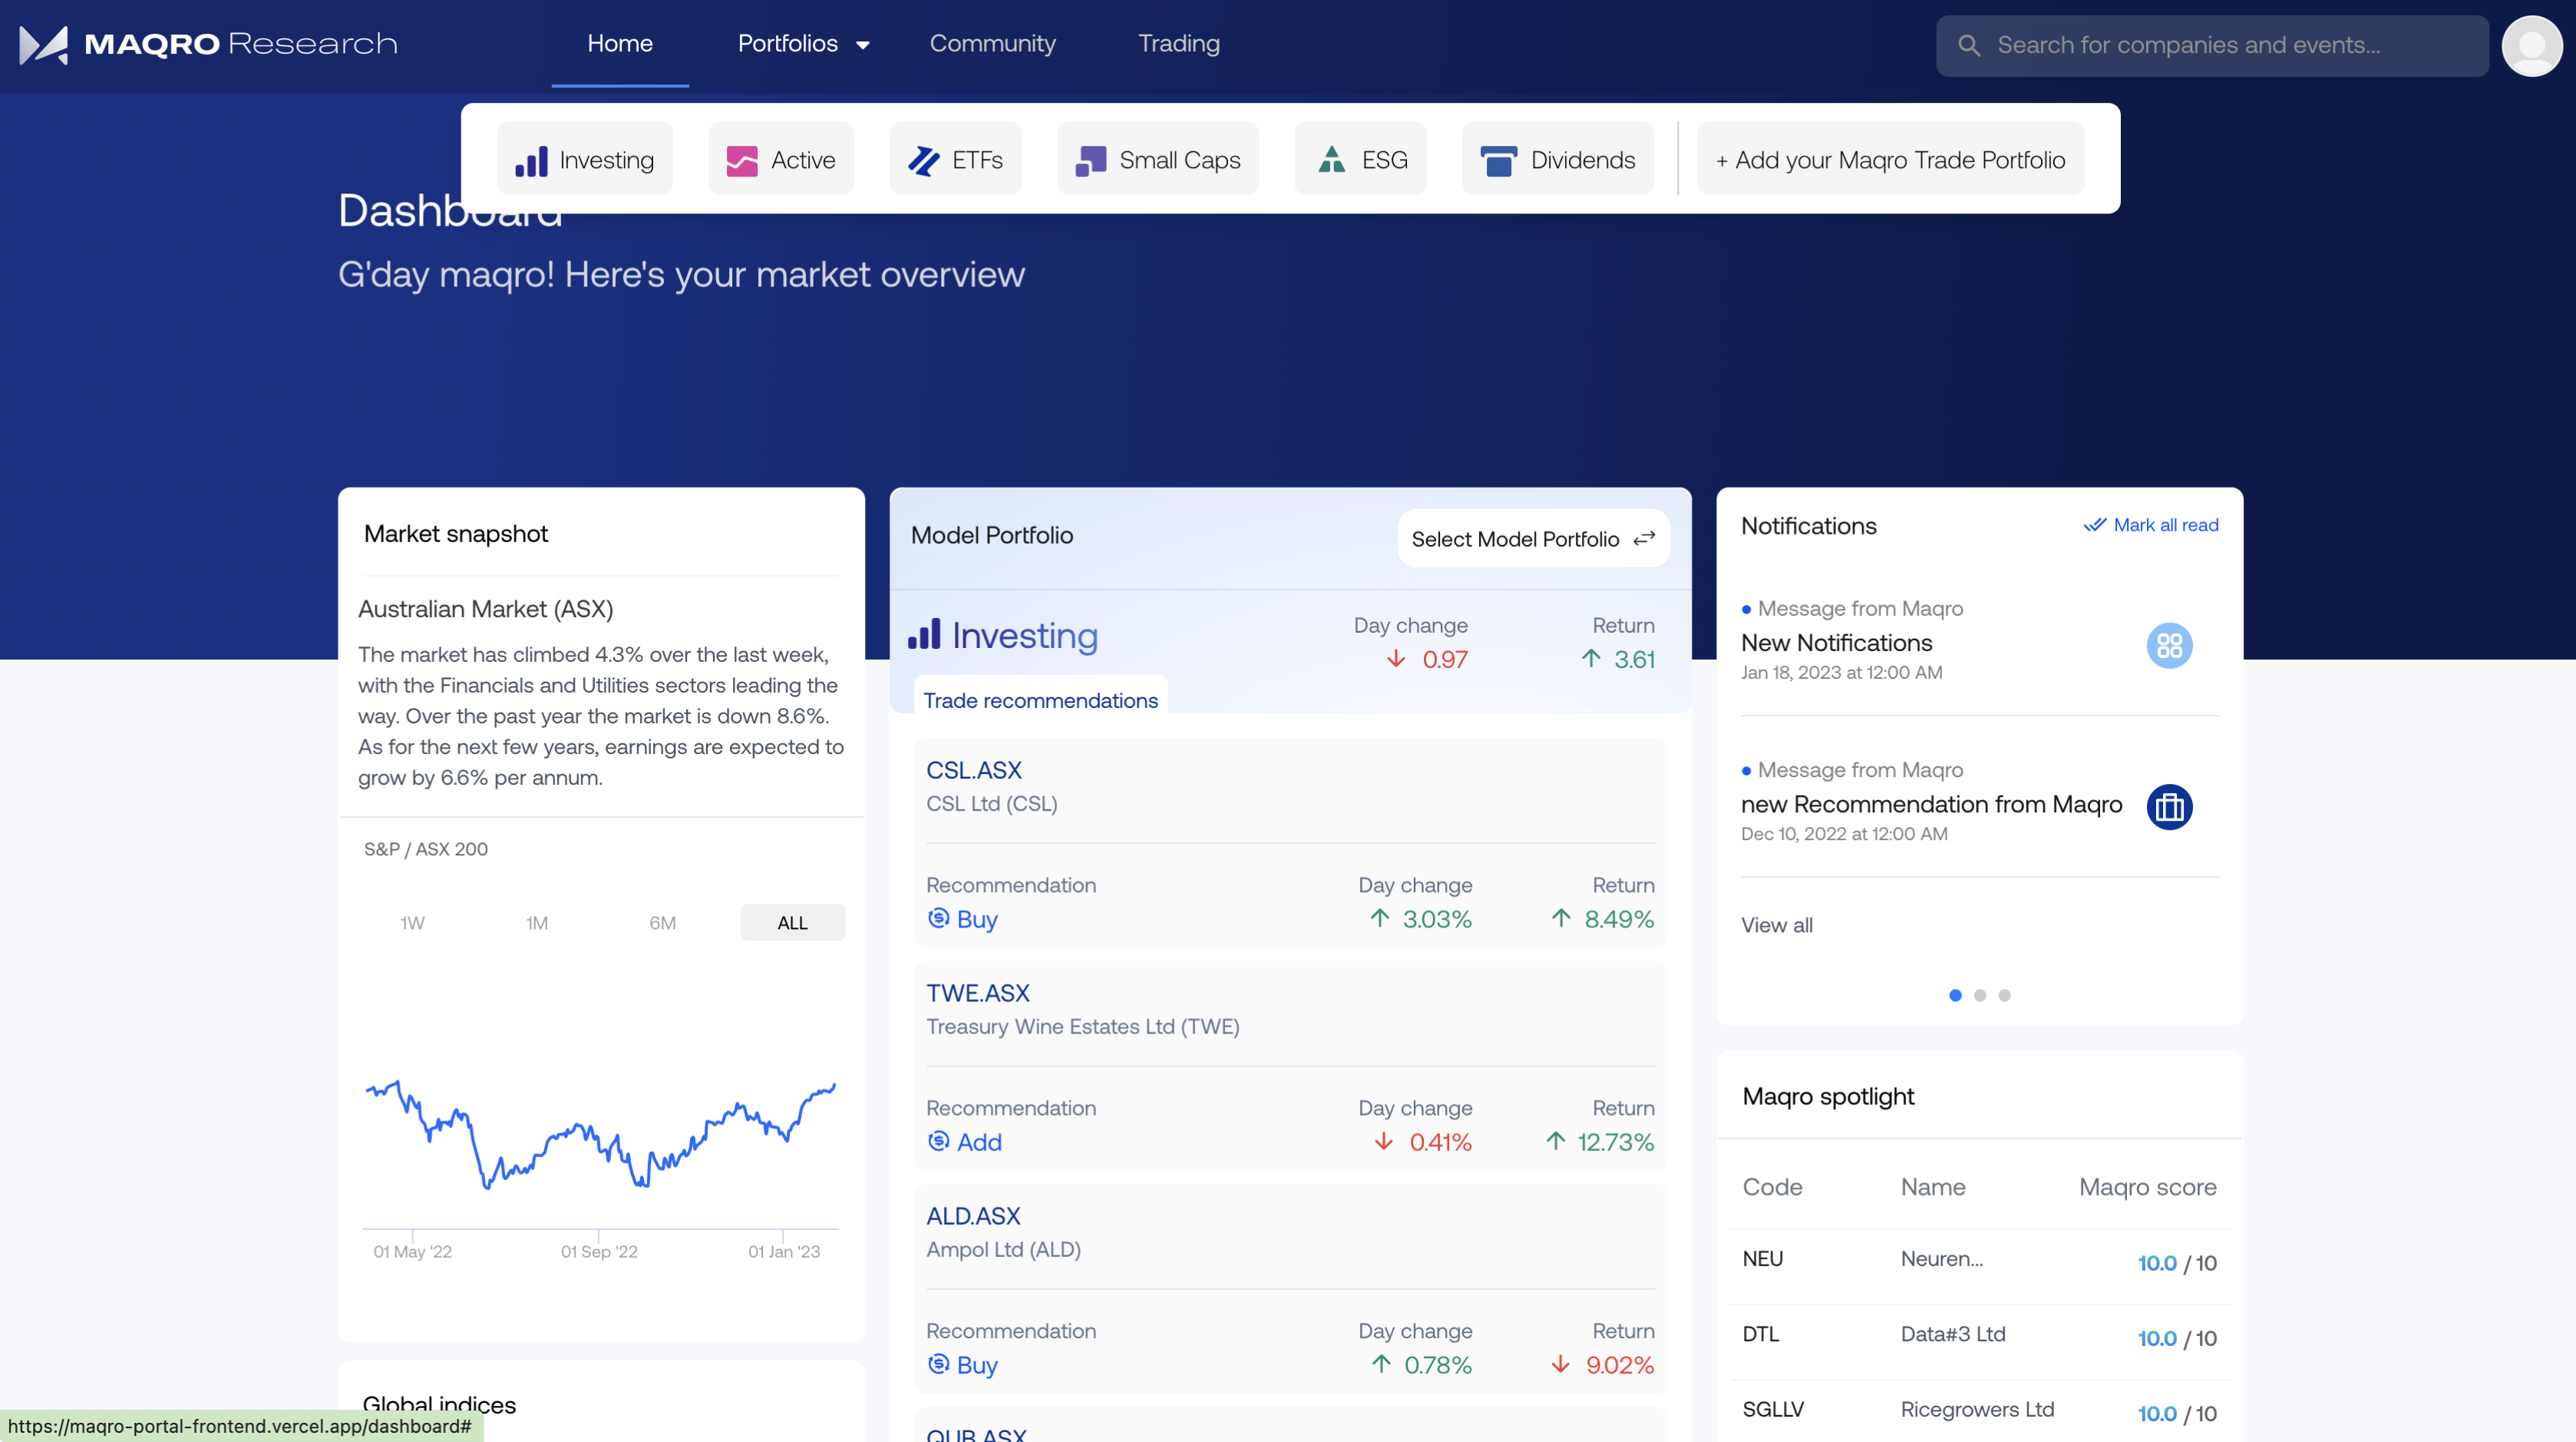 MAQRO Research
Home
Portfolios
Community
Trading
Search for companies and events...
Investing
Active
ETFs
Small Caps
ESG
Dividends
+ Add your Maqro Trade Portfolio
Dashboard
G'day maqro! Here's your market overview
Market snapshot
Australian Market (ASX)
The market has climbed 4.3% over the last week,
with the Financials and Utilities sectors leading the
way. Over the past year the market is down 8.6%.
As for the next few years, earnings are expected to
grow by 6.6% per annum.
S&P / ASX 200
1W 1M 6M ALL
01 May '22 01 Sep '22 01 Jan '23
Global indices
Model Portfolio
Select Model Portfolio
Investing
Day change Return
0.97 3.61
Trade recommendations
CSL.ASX
CSL Ltd (CSL)
Recommendation Day change Return
Buy 3.03% 8.49%
TWE.ASX
Treasury Wine Estates Ltd (TWE)
Recommendation Day change Return
Add 0.41% 12.73%
ALD.ASX
Ampol Ltd (ALD)
Recommendation Day change Return
Buy 0.78% 9.02%
QUB.ASX
Notifications
Mark all read
Message from Maqro
New Notifications
Jan 18, 2023 at 12:00 AM
Message from Maqro
new Recommendation from Maqro
Dec 10, 2022 at 12:00 AM
View all
Maqro spotlight
Code Name Maqro score
NEU Neuren... 10.0 / 10
DTL Data#3 Ltd 10.0 / 10
SGLLV Ricegrowers Ltd 10.0 / 10
https://maqro-portal-frontend.vercel.app/dashboard#